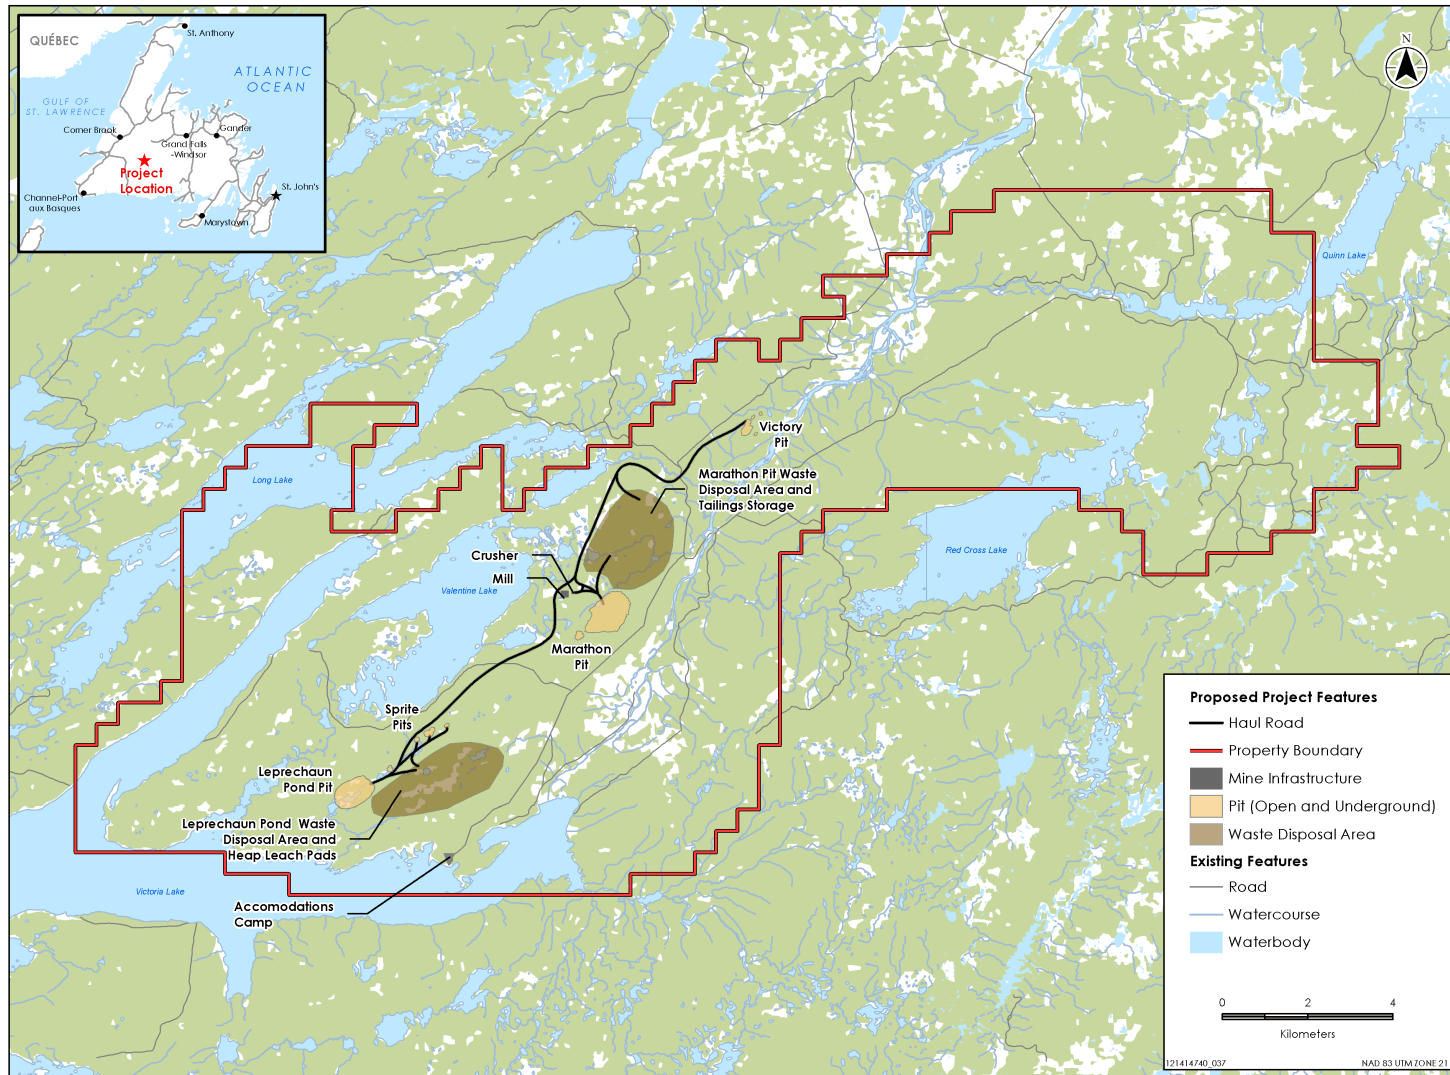 QUÉBEC
St. Anthony
ATLANTIC
OCEAN
GULF OF
ST. LAWRENCE
Corner Brook
Gander
Grand Falls
-Windsor
Project
Location
St. John's
Channel-Port
aux Basques
Marystown
N
Quinn Lake
Victory
Pit
Long Lake
Marathon Pit Waste
Disposal Area and
Tailings Storage
Crusher
Mill
Valentine Lake
Red Cross Lake
Marathon
Pit
Sprite
Pits
Leprechaun
Pond Pit
Leprechaun Pond Waste
Disposal Area and
Heap Leach Pads
Victoria Lake
Accomodations
Camp
Proposed Project Features
Haul Road
Property Boundary
Mine Infrastructure
Pit (Open and Underground)
Waste Disposal Area
Existing Features
Road
Watercourse
Waterbody
0 2 4
Kilometers
121414740_037 NAD 83 UTM ZONE 21